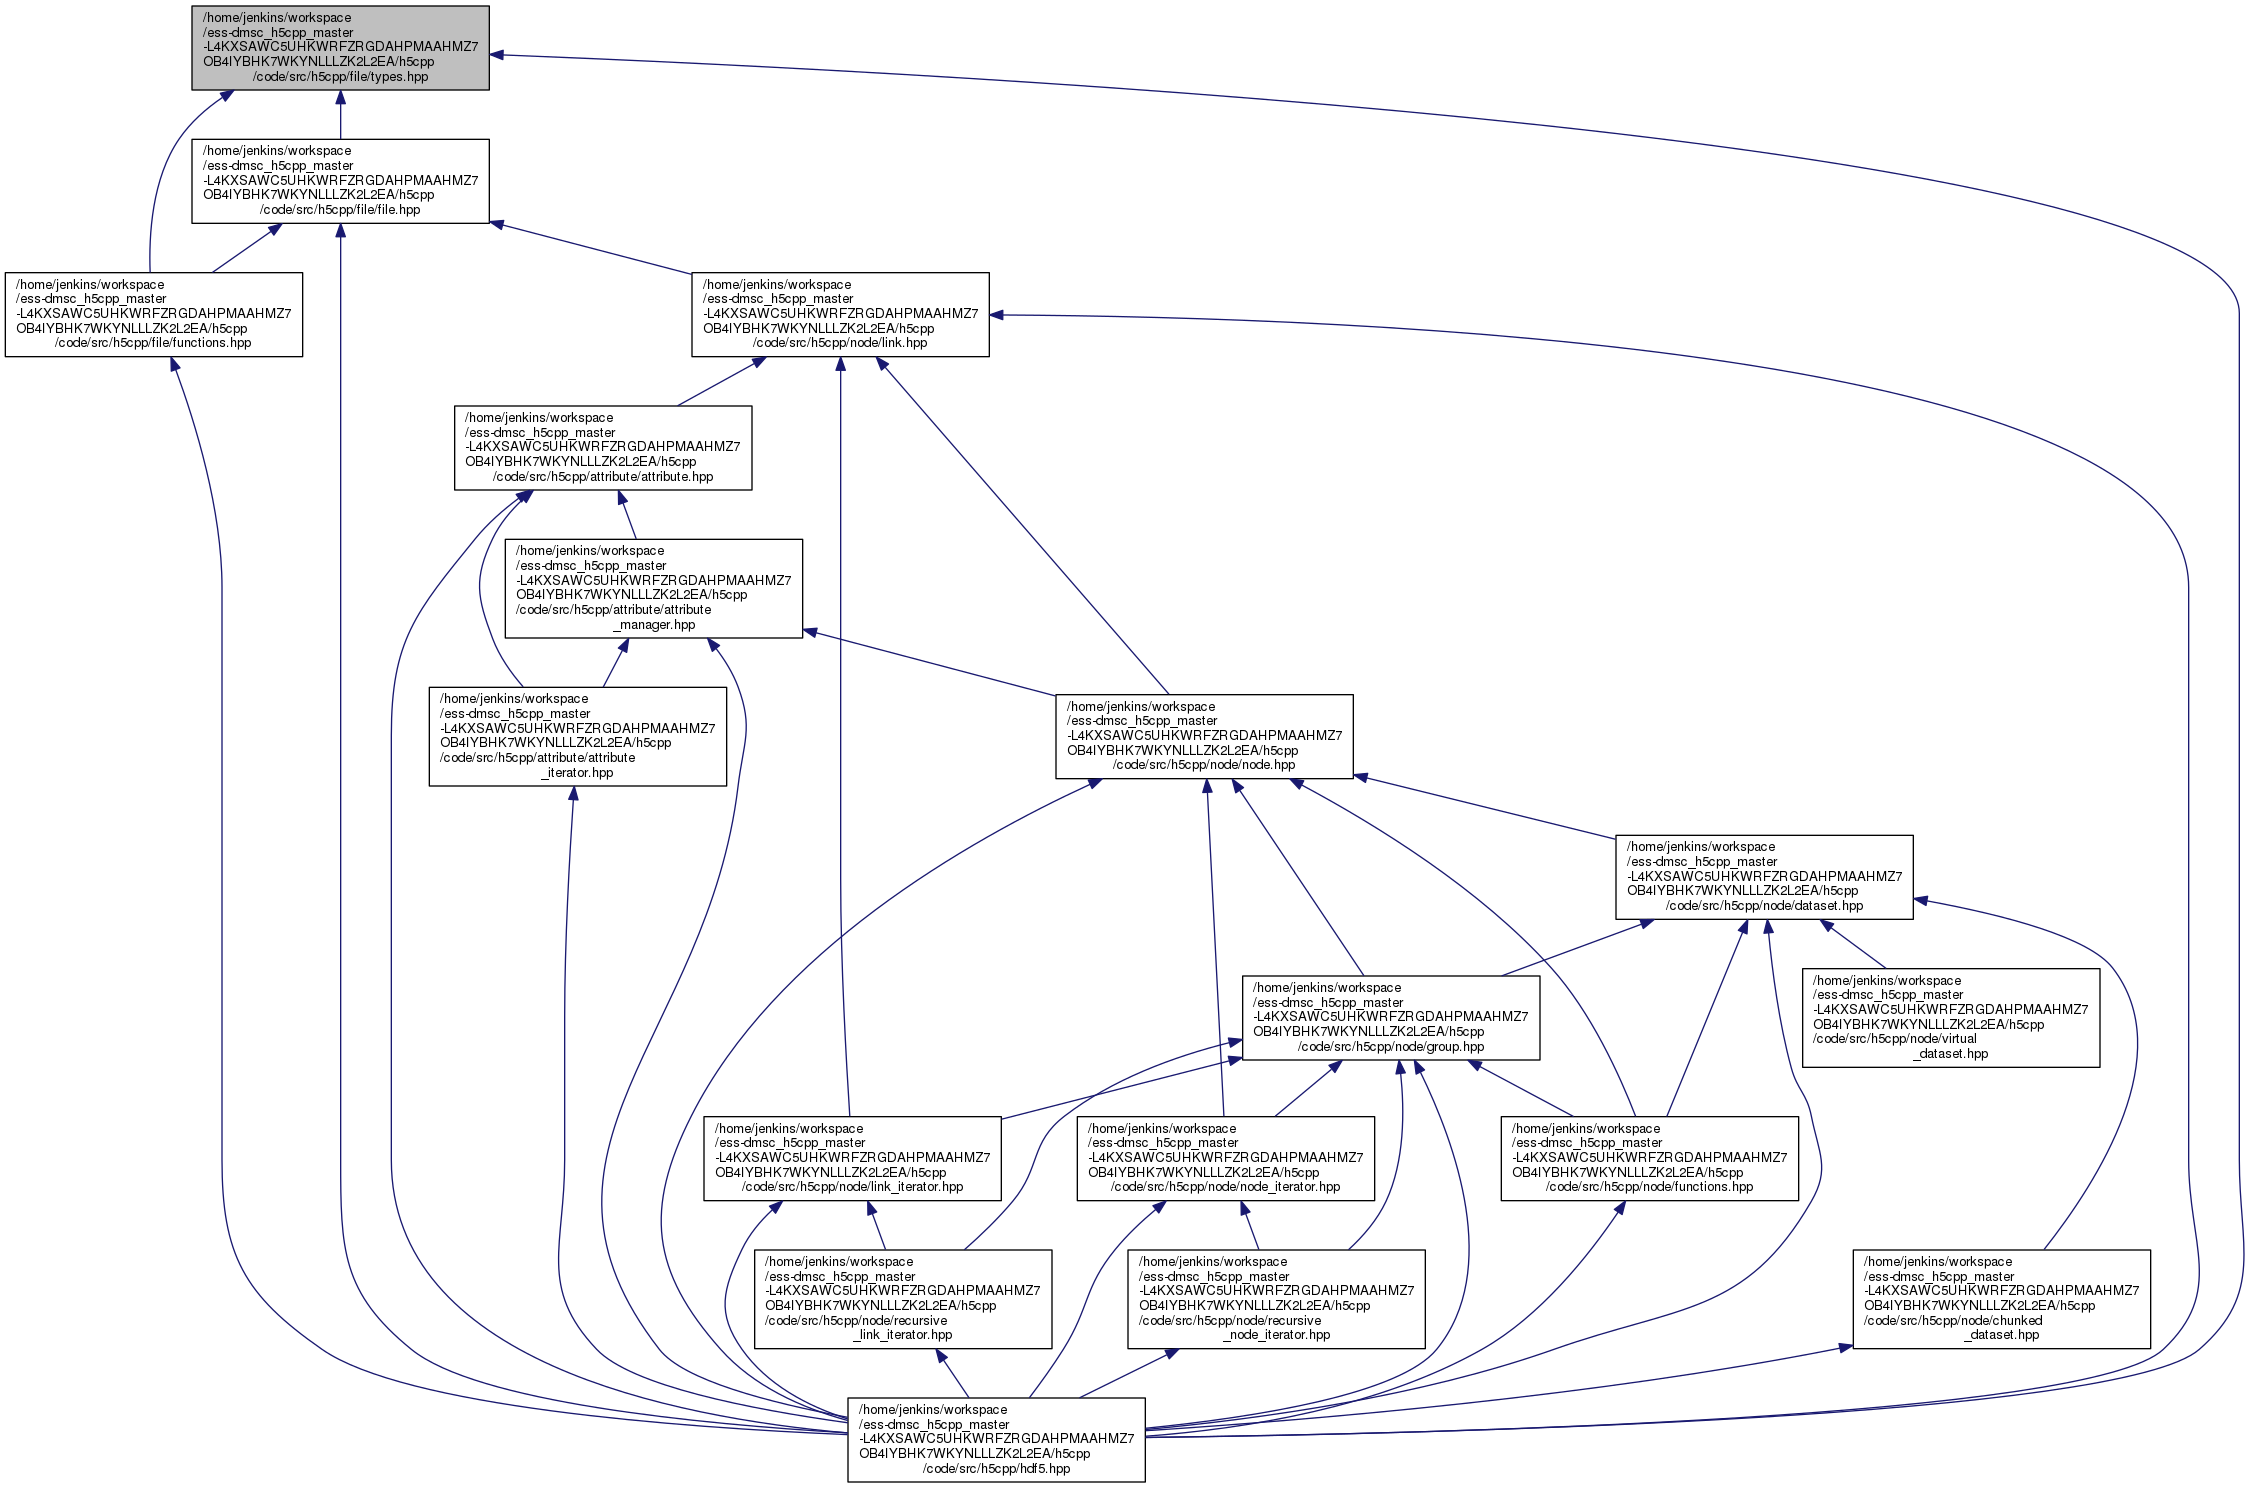 /home/jenkins/workspace
/ess-dmsc_h5cpp_master
-L4KXSAWC5UHKWRFZRGDAHPMAAHMZ7
OB4IYBHK7WKYNLLLZK2L2EA/h5cpp
/code/src/h5cpp/file/types.hpp
/home/jenkins/workspace
/ess-dmsc_h5cpp_master
-L4KXSAWC5UHKWRFZRGDAHPMAAHMZ7
OB4IYBHK7WKYNLLLZK2L2EA/h5cpp
/code/src/h5cpp/file/file.hpp
/home/jenkins/workspace
/ess-dmsc_h5cpp_master
-L4KXSAWC5UHKWRFZRGDAHPMAAHMZ7
OB4IYBHK7WKYNLLLZK2L2EA/h5cpp
/code/src/h5cpp/file/functions.hpp
/home/jenkins/workspace
/ess-dmsc_h5cpp_master
-L4KXSAWC5UHKWRFZRGDAHPMAAHMZ7
OB4IYBHK7WKYNLLLZK2L2EA/h5cpp
/code/src/h5cpp/node/link.hpp
/home/jenkins/workspace
/ess-dmsc_h5cpp_master
-L4KXSAWC5UHKWRFZRGDAHPMAAHMZ7
OB4IYBHK7WKYNLLLZK2L2EA/h5cpp
/code/src/h5cpp/attribute/attribute.hpp
/home/jenkins/workspace
/ess-dmsc_h5cpp_master
-L4KXSAWC5UHKWRFZRGDAHPMAAHMZ7
OB4IYBHK7WKYNLLLZK2L2EA/h5cpp
/code/src/h5cpp/attribute/attribute
_manager.hpp
/home/jenkins/workspace
/ess-dmsc_h5cpp_master
-L4KXSAWC5UHKWRFZRGDAHPMAAHMZ7
OB4IYBHK7WKYNLLLZK2L2EA/h5cpp
/code/src/h5cpp/attribute/attribute
_iterator.hpp
/home/jenkins/workspace
/ess-dmsc_h5cpp_master
-L4KXSAWC5UHKWRFZRGDAHPMAAHMZ7
OB4IYBHK7WKYNLLLZK2L2EA/h5cpp
/code/src/h5cpp/node/node.hpp
/home/jenkins/workspace
/ess-dmsc_h5cpp_master
-L4KXSAWC5UHKWRFZRGDAHPMAAHMZ7
OB4IYBHK7WKYNLLLZK2L2EA/h5cpp
/code/src/h5cpp/node/dataset.hpp
/home/jenkins/workspace
/ess-dmsc_h5cpp_master
-L4KXSAWC5UHKWRFZRGDAHPMAAHMZ7
OB4IYBHK7WKYNLLLZK2L2EA/h5cpp
/code/src/h5cpp/node/group.hpp
/home/jenkins/workspace
/ess-dmsc_h5cpp_master
-L4KXSAWC5UHKWRFZRGDAHPMAAHMZ7
OB4IYBHK7WKYNLLLZK2L2EA/h5cpp
/code/src/h5cpp/node/virtual
_dataset.hpp
/home/jenkins/workspace
/ess-dmsc_h5cpp_master
-L4KXSAWC5UHKWRFZRGDAHPMAAHMZ7
OB4IYBHK7WKYNLLLZK2L2EA/h5cpp
/code/src/h5cpp/node/link_iterator.hpp
/home/jenkins/workspace
/ess-dmsc_h5cpp_master
-L4KXSAWC5UHKWRFZRGDAHPMAAHMZ7
OB4IYBHK7WKYNLLLZK2L2EA/h5cpp
/code/src/h5cpp/node/node_iterator.hpp
/home/jenkins/workspace
/ess-dmsc_h5cpp_master
-L4KXSAWC5UHKWRFZRGDAHPMAAHMZ7
OB4IYBHK7WKYNLLLZK2L2EA/h5cpp
/code/src/h5cpp/node/functions.hpp
/home/jenkins/workspace
/ess-dmsc_h5cpp_master
-L4KXSAWC5UHKWRFZRGDAHPMAAHMZ7
OB4IYBHK7WKYNLLLZK2L2EA/h5cpp
/code/src/h5cpp/node/recursive
_link_iterator.hpp
/home/jenkins/workspace
/ess-dmsc_h5cpp_master
-L4KXSAWC5UHKWRFZRGDAHPMAAHMZ7
OB4IYBHK7WKYNLLLZK2L2EA/h5cpp
/code/src/h5cpp/node/recursive
_node_iterator.hpp
/home/jenkins/workspace
/ess-dmsc_h5cpp_master
-L4KXSAWC5UHKWRFZRGDAHPMAAHMZ7
OB4IYBHK7WKYNLLLZK2L2EA/h5cpp
/code/src/h5cpp/node/chunked
_dataset.hpp
/home/jenkins/workspace
/ess-dmsc_h5cpp_master
-L4KXSAWC5UHKWRFZRGDAHPMAAHMZ7
OB4IYBHK7WKYNLLLZK2L2EA/h5cpp
/code/src/h5cpp/hdf5.hpp